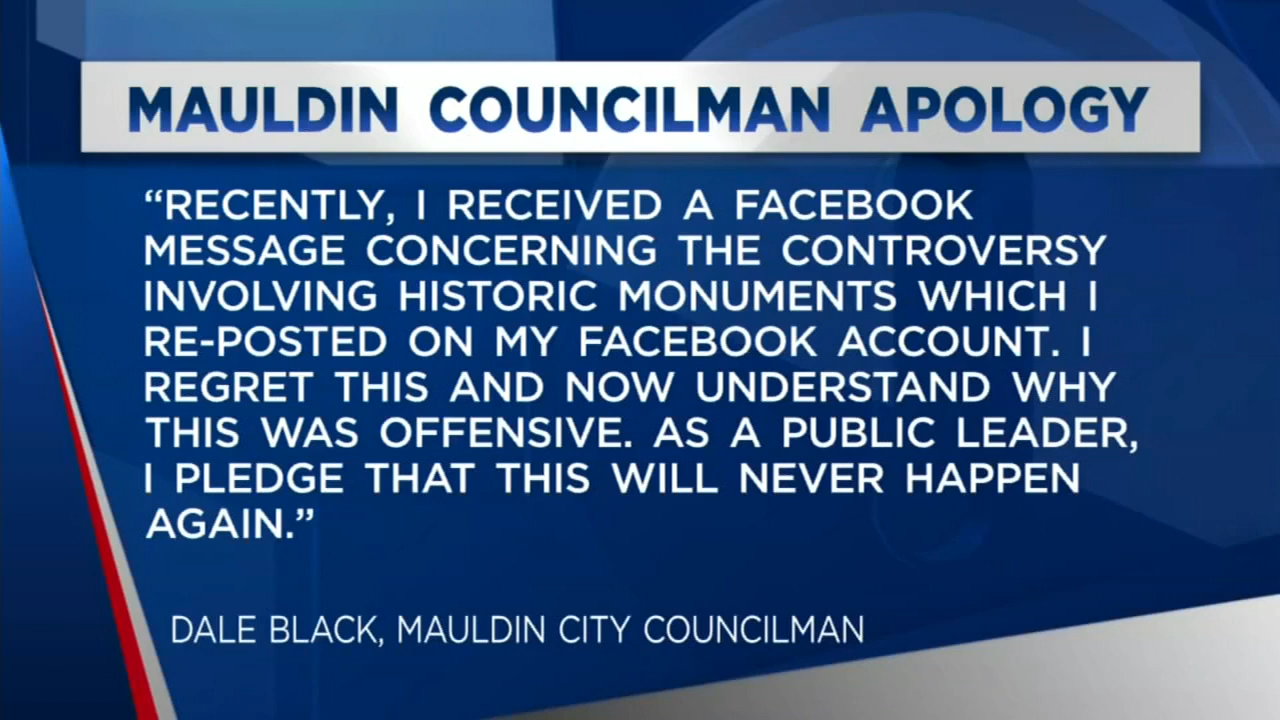 MAULDIN COUNCILMAN APOLOGY
“RECENTLY, I RECEIVED A FACEBOOK
MESSAGE CONCERNING THE CONTROVERSY
INVOLVING HISTORIC MONUMENTS WHICH I
RE-POSTED ON MY FACEBOOK ACCOUNT. I
REGRET THIS AND NOW UNDERSTAND WHY
THIS WAS OFFENSIVE. AS A PUBLIC LEADER,
I PLEDGE THAT THIS WILL NEVER HAPPEN
AGAIN.”
DALE BLACK, MAULDIN CITY COUNCILMAN